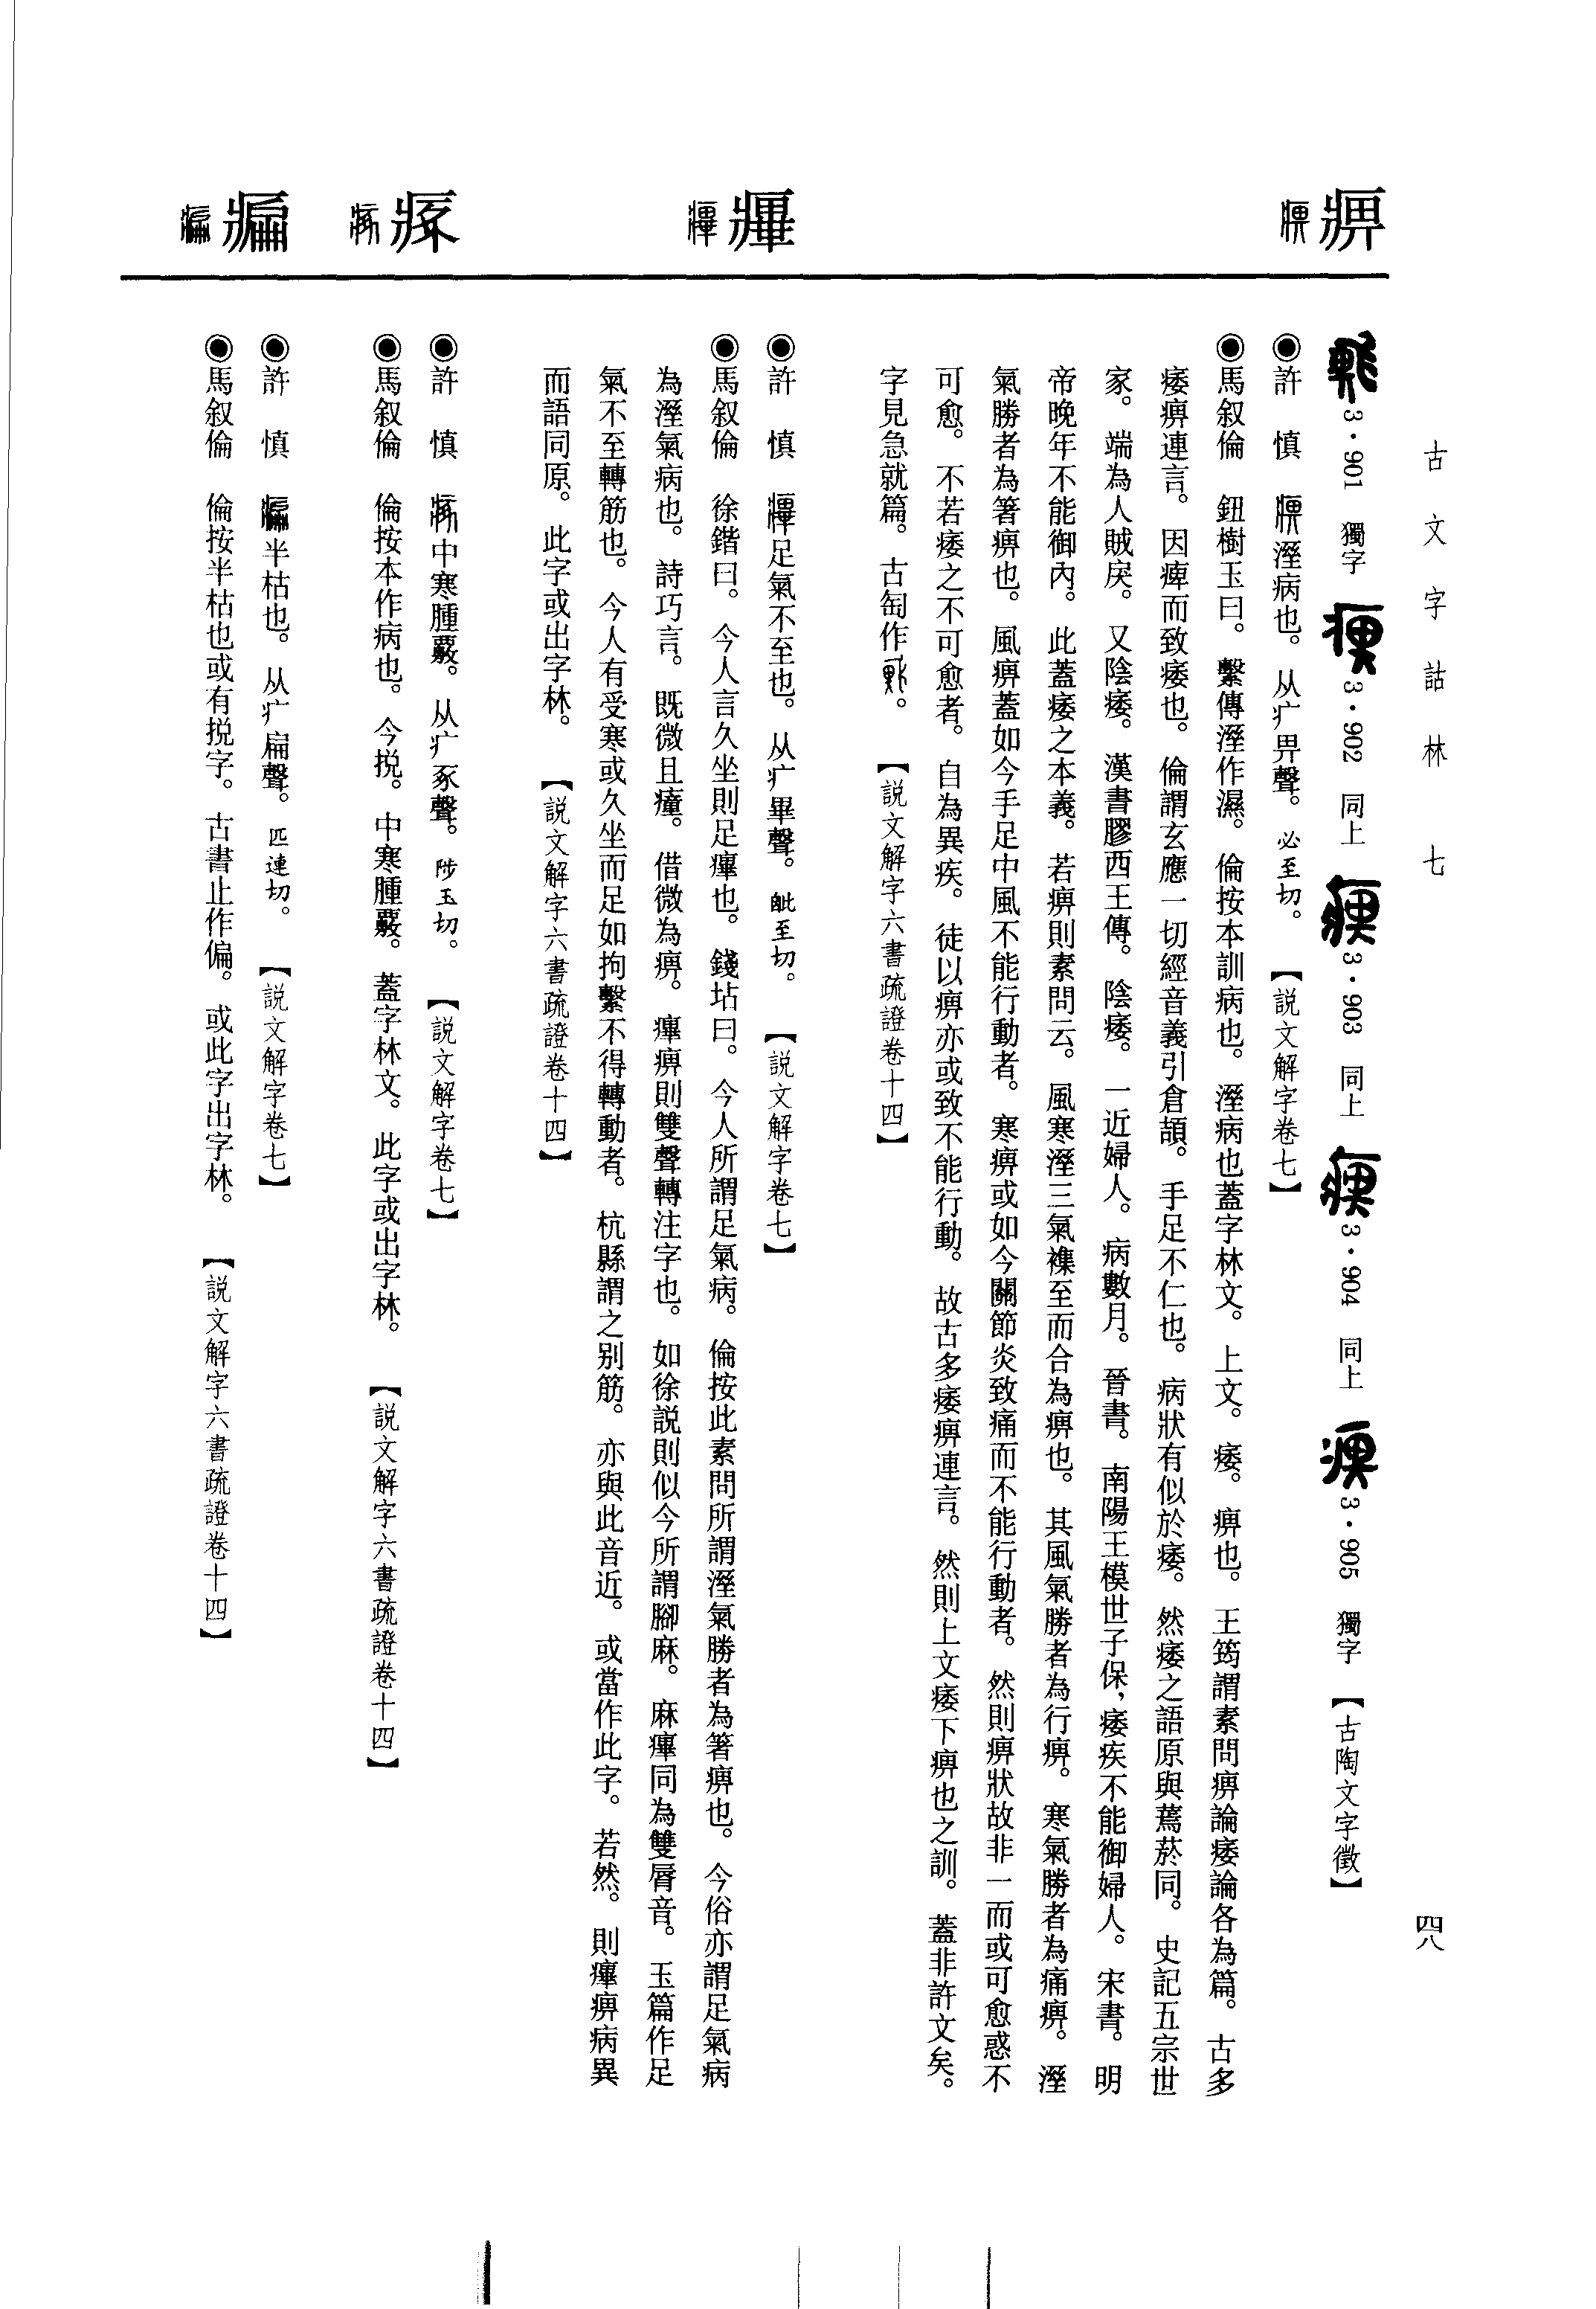 古文字詁林 七
四八
痹
3·901 獨字 3·902 同上 3·903 同上 3·904 同上 3·905 獨字 【古陶文字徵】
◉許 慎 溼病也。从疒畀聲。必至切。 【説文解字卷七】
◉馬叙倫 鈕樹玉曰。繫傳溼作濕。倫按本訓病也。溼病也蓋字林文。上文。痿。痹也。王筠謂素問痹論痿論各為篇。古多
痿痹連言。因痺而致痿也。倫謂玄應一切經音義引倉頡。手足不仁也。病狀有似於痿。然痿之語原與蔫菸同。史記五宗世
家。端為人賊戾。又陰痿。漢書膠西王傳。陰痿。一近婦人。病數月。晉書。南陽王模世子保，痿疾不能御婦人。宋書。明
帝晚年不能御內。此蓋痿之本義。若痹則素問云。風寒溼三氣襍至而合為痹也。其風氣勝者為行痹。寒氣勝者為痛痹。溼
氣勝者為箸痹也。風痹蓋如今手足中風不能行動者。寒痹或如今關節炎致痛而不能行動者。然則痹狀故非一而或可愈惑不
可愈。不若痿之不可愈者。自為異疾。徒以痹亦或致不能行動。故古多痿痹連言。然則上文痿下痹也之訓。蓋非許文矣。
字見急就篇。古匋作。 【説文解字六書疏證卷十四】
㿙
◉許 慎 足氣不至也。从疒畢聲。毗至切。 【説文解字卷七】
◉馬叙倫 徐鍇曰。今人言久坐則足㿙也。錢坫曰。今人所謂足氣病。倫按此素問所謂溼氣勝者為箸痹也。今俗亦謂足氣病
為溼氣病也。詩巧言。既微且瘇。借微為痹。㿙痹則雙聲轉注字也。如徐説則似今所謂腳麻。麻㿙同為雙脣音。玉篇作足
氣不至轉筋也。今人有受寒或久坐而足如拘繫不得轉動者。杭縣謂之别筋。亦與此音近。或當作此字。若然。則㿙痹病異
而語同原。此字或出字林。 【説文解字六書疏證卷十四】
瘃
◉許 慎 中寒腫覈。从疒豖聲。陟玉切。 【説文解字卷七】
◉馬叙倫 倫按本作病也。今捝。中寒腫覈。蓋字林文。此字或出字林。 【説文解字六書疏證卷十四】
㾫
◉許 慎 半枯也。从疒扁聲。匹連切。 【説文解字卷七】
◉馬叙倫 倫按半枯也或有捝字。古書止作偏。或此字出字林。 【説文解字六書疏證卷十四】